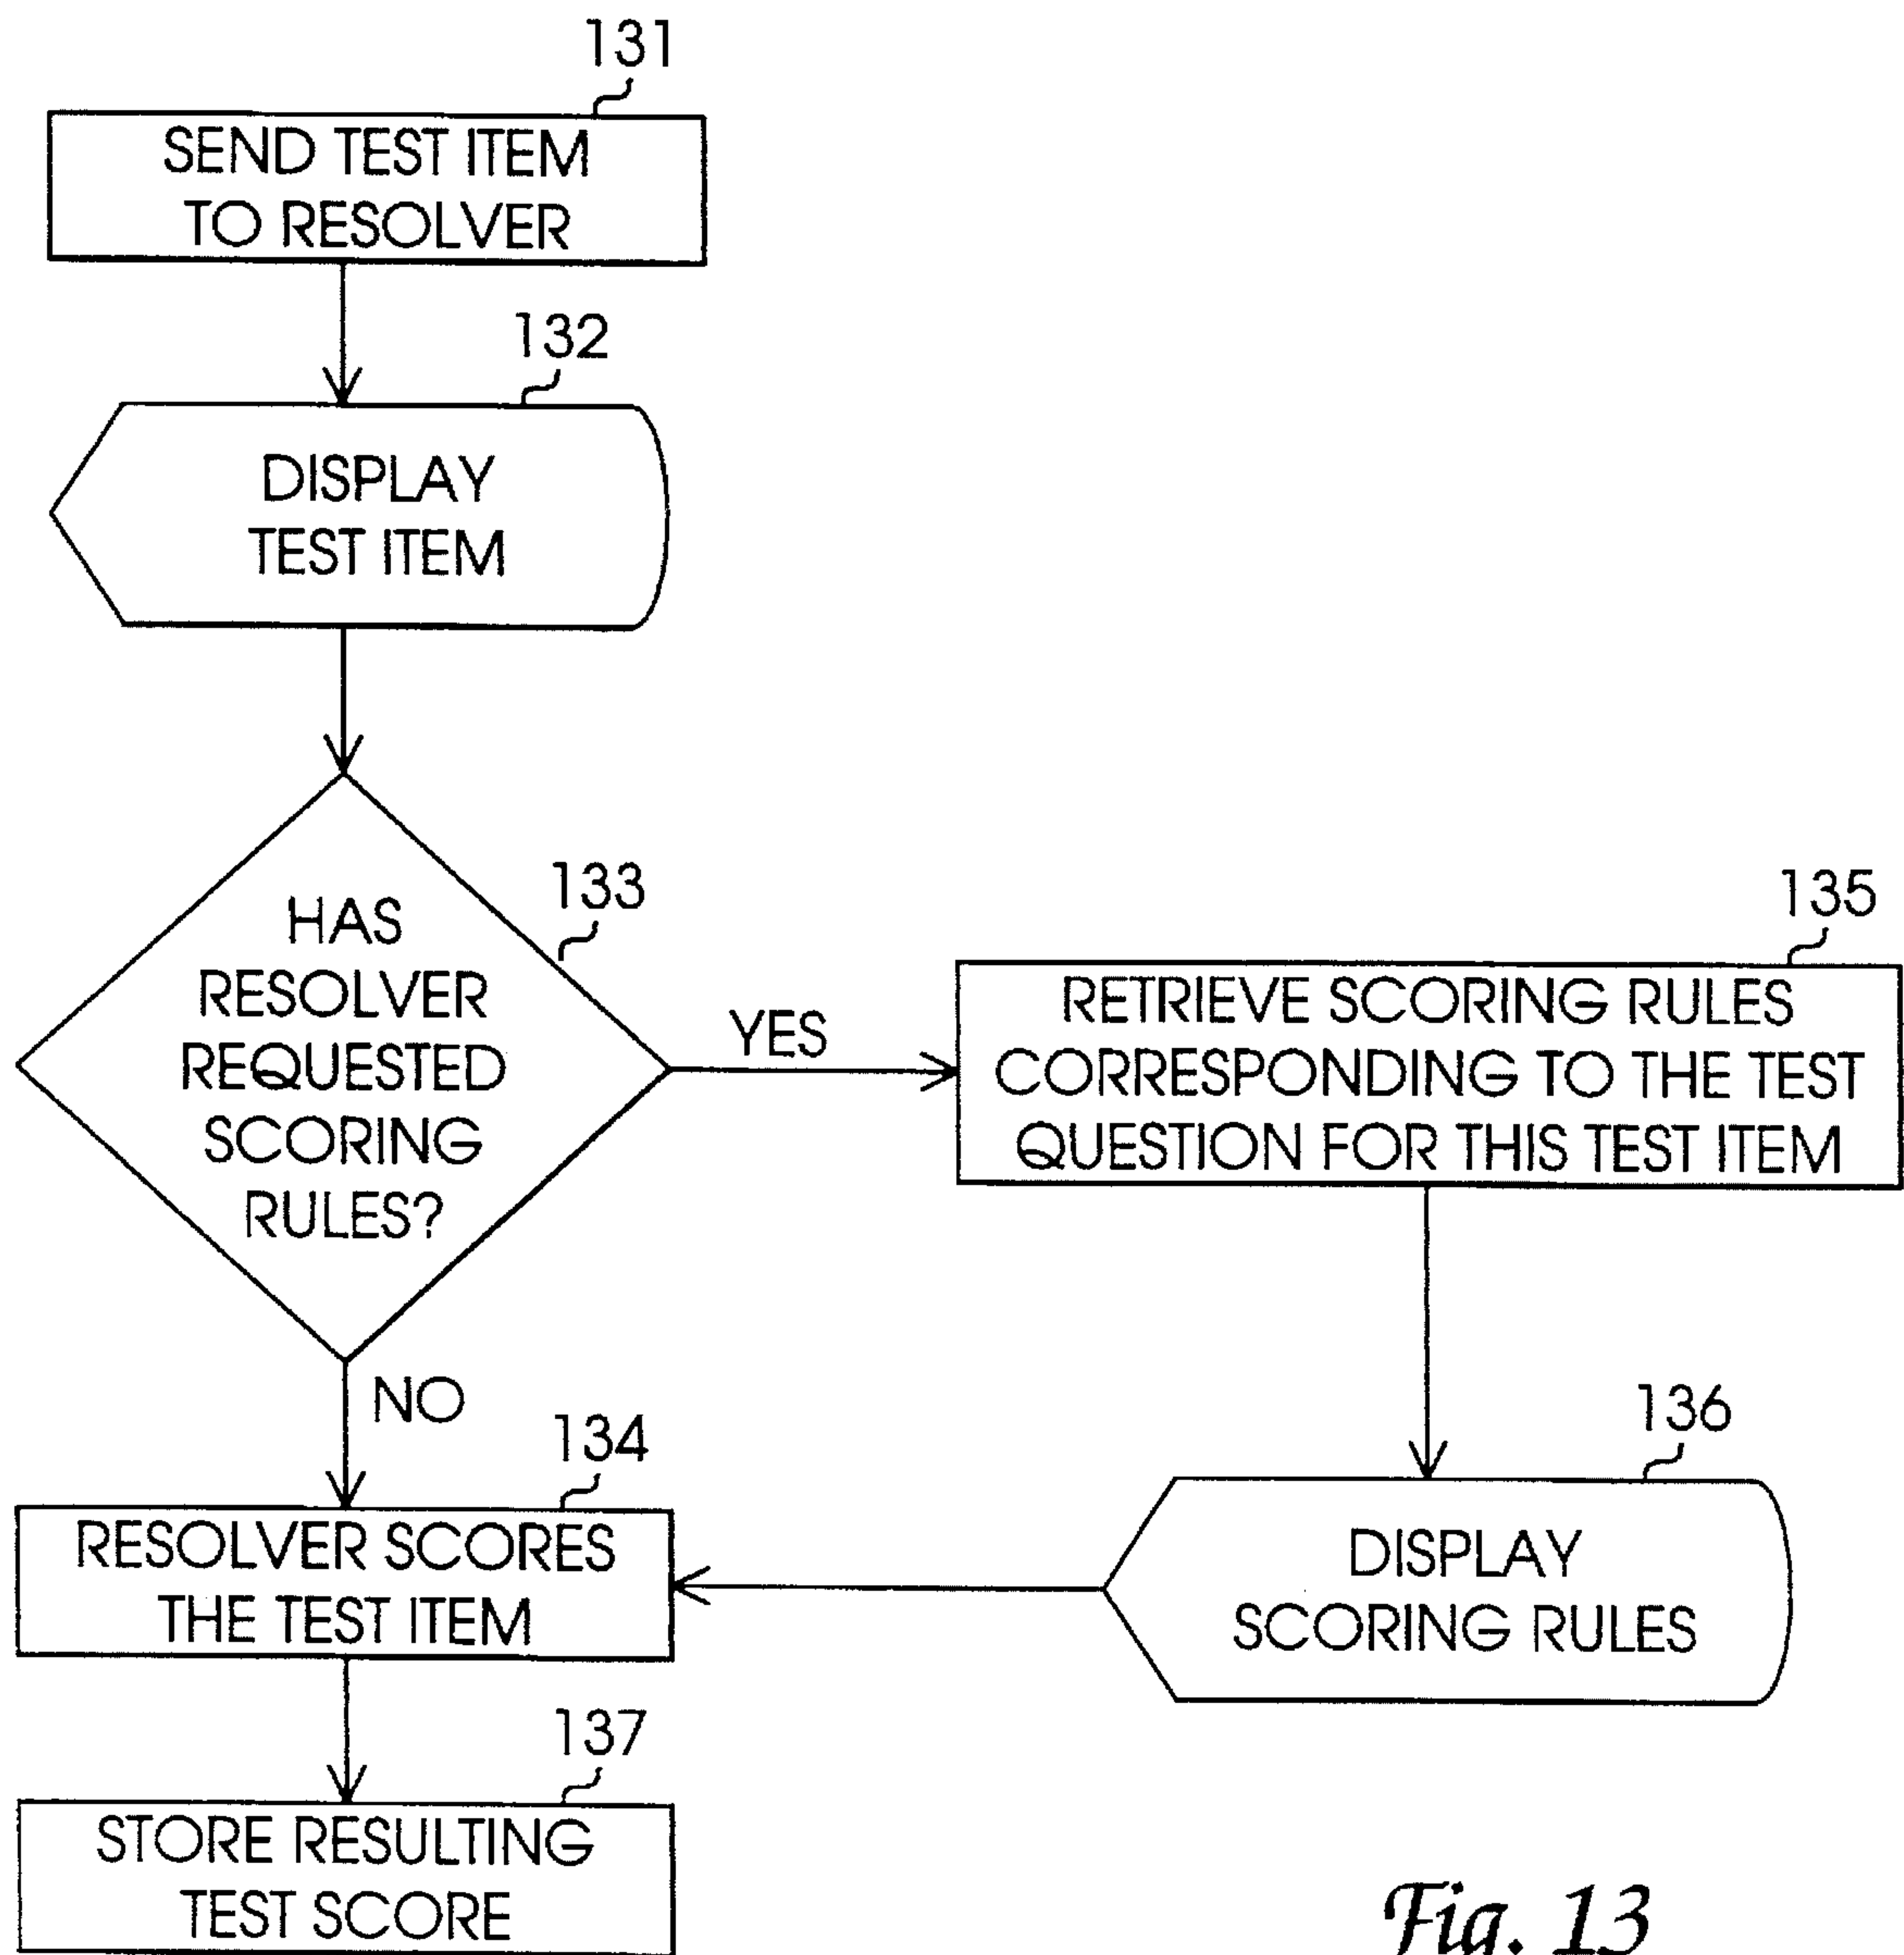 131
SEND TEST ITEM
TO RESOLVER
132
DISPLAY
TEST ITEM
133
HAS
RESOLVER
REQUESTED
SCORING
RULES?
YES
NO
135
RETRIEVE SCORING RULES
CORRESPONDING TO THE TEST
QUESTION FOR THIS TEST ITEM
136
DISPLAY
SCORING RULES
134
RESOLVER SCORES
THE TEST ITEM
137
STORE RESULTING
TEST SCORE
Fig. 13